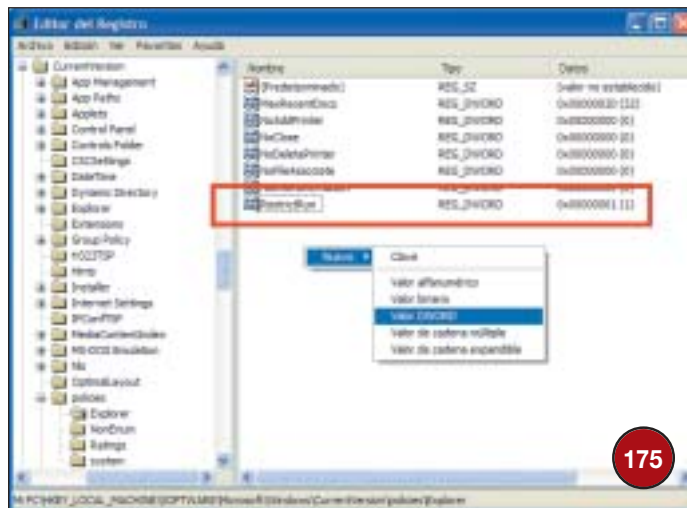 Editor del Registro
Archivo Edición Ver Favoritos Ayuda
CurrentVersion
App Management
App Paths
Applets
Control Panel
Controls Folder
CSCSettings
DateTime
Dynamic Directory
Explorer
Extensions
Group Policy
H323TSP
Hrtmp
Installer
Internet Settings
IPConfTSP
MediaContentIndex
MS-DOS Emulation
Nls
OptimalLayout
policies
Explorer
NonEnum
Ratings
system
Nombre Tipo Datos
(Predeterminado) REG_SZ (valor no establecido)
MaxRecentDocs REG_DWORD 0x00000020 (32)
NoAddPrinter REG_DWORD 0x00000000 (0)
NoClose REG_DWORD 0x00000000 (0)
NoDeletePrinter REG_DWORD 0x00000000 (0)
NoFileAssociate REG_DWORD 0x00000000 (0)
REG_DWORD 0x00000000 (0)
RestrictRun REG_DWORD 0x00000001 (1)
Nuevo
Clave
Valor alfanumérico
Valor binario
Valor DWORD
Valor de cadena múltiple
Valor de cadena expandible
175
Mi PC\HKEY_LOCAL_MACHINE\SOFTWARE\Microsoft\Windows\CurrentVersion\policies\Explorer